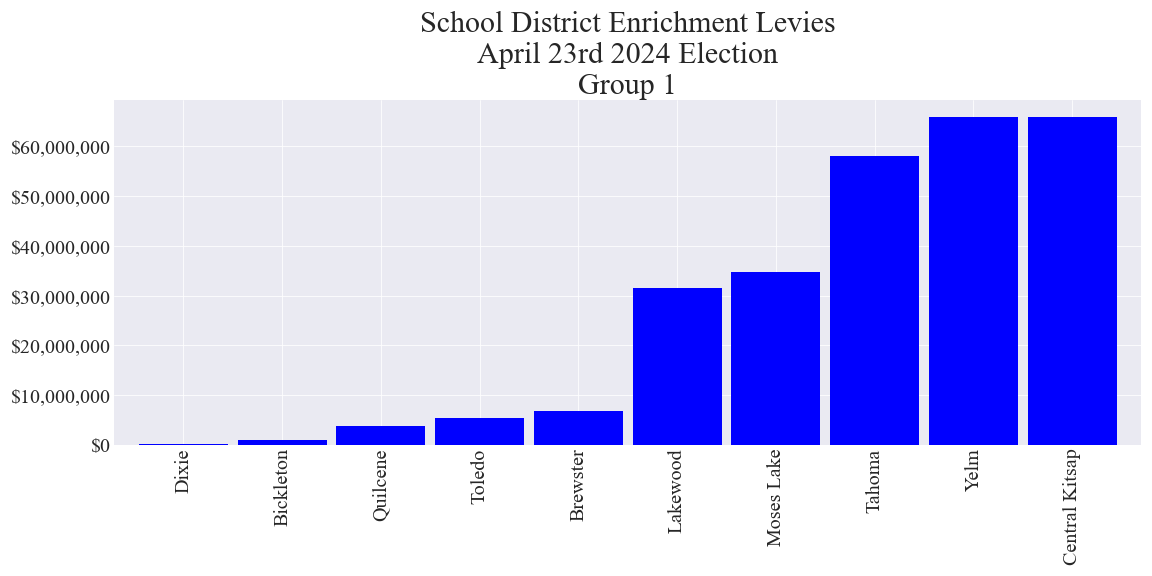 School District Enrichment Levies
April 23rd 2024 Election
Group 1
$60,000,000
$50,000,000
$40,000,000
$30,000,000
$20,000,000
$10,000,000
$0
Dixie
Bickleton
Quilcene
Toledo
Brewster
Lakewood
Moses Lake
Tahoma
Yelm
Central Kitsap